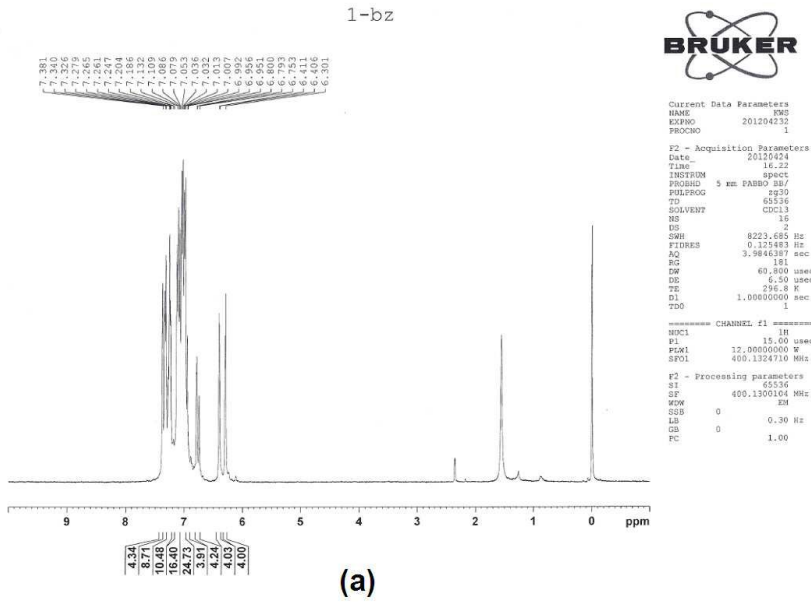 1-bz
BRUKER
7.381
7.340
7.326
7.279
7.265
7.261
7.247
7.204
7.186
7.132
7.109
7.086
7.079
7.053
7.036
7.032
7.013
7.007
6.992
6.956
6.951
6.800
6.793
6.753
6.411
6.406
6.301
Current Data Parameters
NAME KWS
EXPNO 201204232
PROCNO 1
F2 - Acquisition Parameters
Date_ 20120424
Time 16.22
INSTRUM spect
PROBHD 5 mm PABBO BB/
PULPROG zg30
TD 65536
SOLVENT CDCl3
NS 16
DS 2
SWH 8223.685 Hz
FIDRES 0.125483 Hz
AQ 3.9846387 sec
RG 181
DW 60.800 usec
DE 6.50 usec
TE 296.8 K
D1 1.00000000 sec
TD0 1
======== CHANNEL f1 ========
NUC1 1H
P1 15.00 usec
PLW1 12.00000000 W
SFO1 400.1324710 MHz
F2 - Processing parameters
SI 65536
SF 400.1300104 MHz
WDW EM
SSB 0
LB 0.30 Hz
GB 0
PC 1.00
9 8 7 6 5 4 3 2 1 0 ppm
4.34
8.71
10.48
16.40
24.73
3.91
4.24
4.03
4.00
(a)